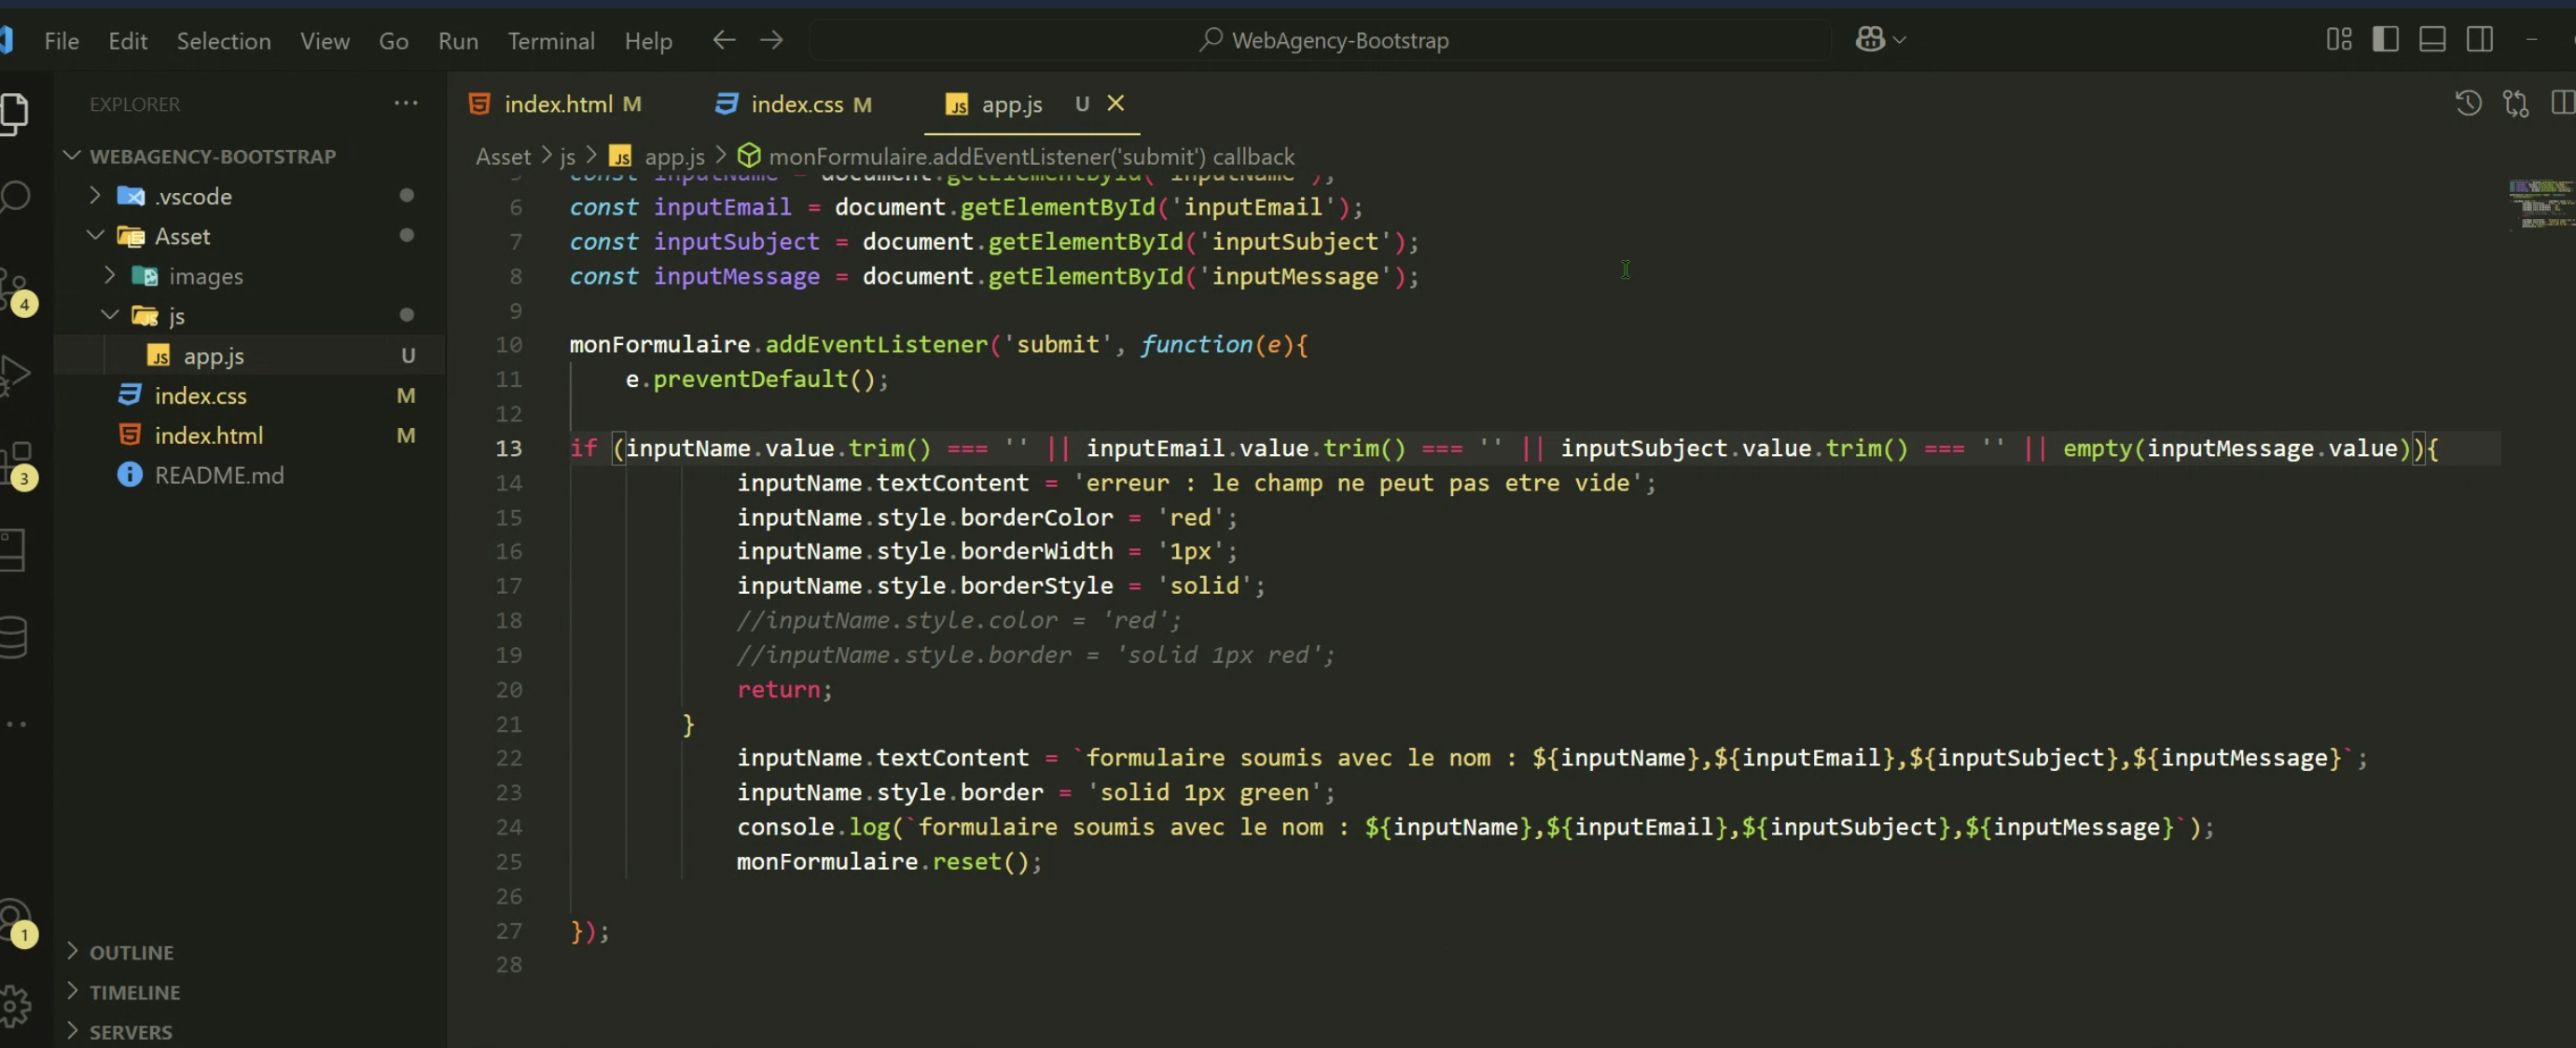 File Edit Selection View Go Run Terminal Help WebAgency-Bootstrap
EXPLORER
WEBAGENCY-BOOTSTRAP
.vscode
Asset
images
js
app.js U
index.css M
index.html M
README.md
OUTLINE
TIMELINE
SERVERS
4
3
1
index.html M index.css M app.js U
Asset > js > app.js > monFormulaire.addEventListener('submit') callback
5 const inputName = document.getElementById('inputName');
6 const inputEmail = document.getElementById('inputEmail');
7 const inputSubject = document.getElementById('inputSubject');
8 const inputMessage = document.getElementById('inputMessage');
9
10 monFormulaire.addEventListener('submit', function(e){
11 e.preventDefault();
12
13 if (inputName.value.trim() === '' || inputEmail.value.trim() === '' || inputSubject.value.trim() === '' || empty(inputMessage.value)){
14 inputName.textContent = 'erreur : le champ ne peut pas etre vide';
15 inputName.style.borderColor = 'red';
16 inputName.style.borderWidth = '1px';
17 inputName.style.borderStyle = 'solid';
18 //inputName.style.color = 'red';
19 //inputName.style.border = 'solid 1px red';
20 return;
21 }
22 inputName.textContent = `formulaire soumis avec le nom : ${inputName},${inputEmail},${inputSubject},${inputMessage}`;
23 inputName.style.border = 'solid 1px green';
24 console.log(`formulaire soumis avec le nom : ${inputName},${inputEmail},${inputSubject},${inputMessage}`);
25 monFormulaire.reset();
26
27 });
28